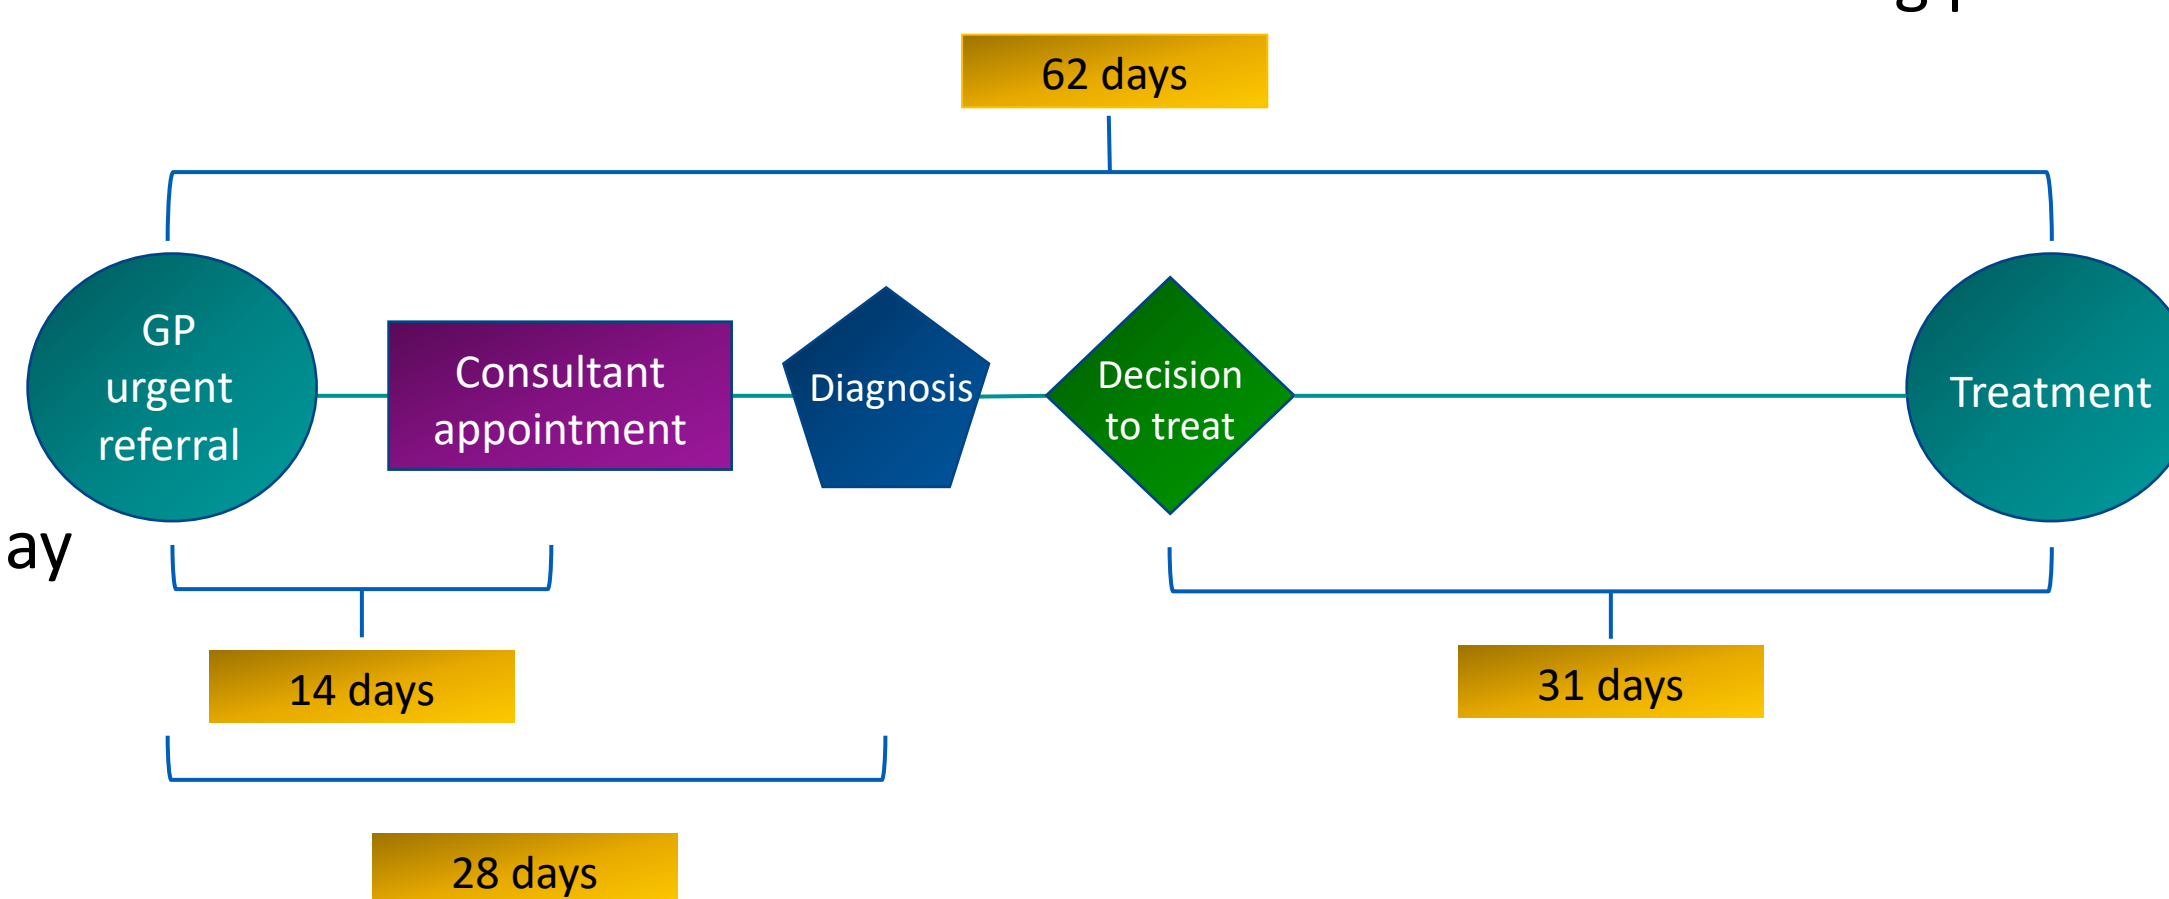 62 days
GP
urgent
referral
Consultant
appointment
Diagnosis
Decision
to treat
Treatment
ay
14 days
31 days
28 days